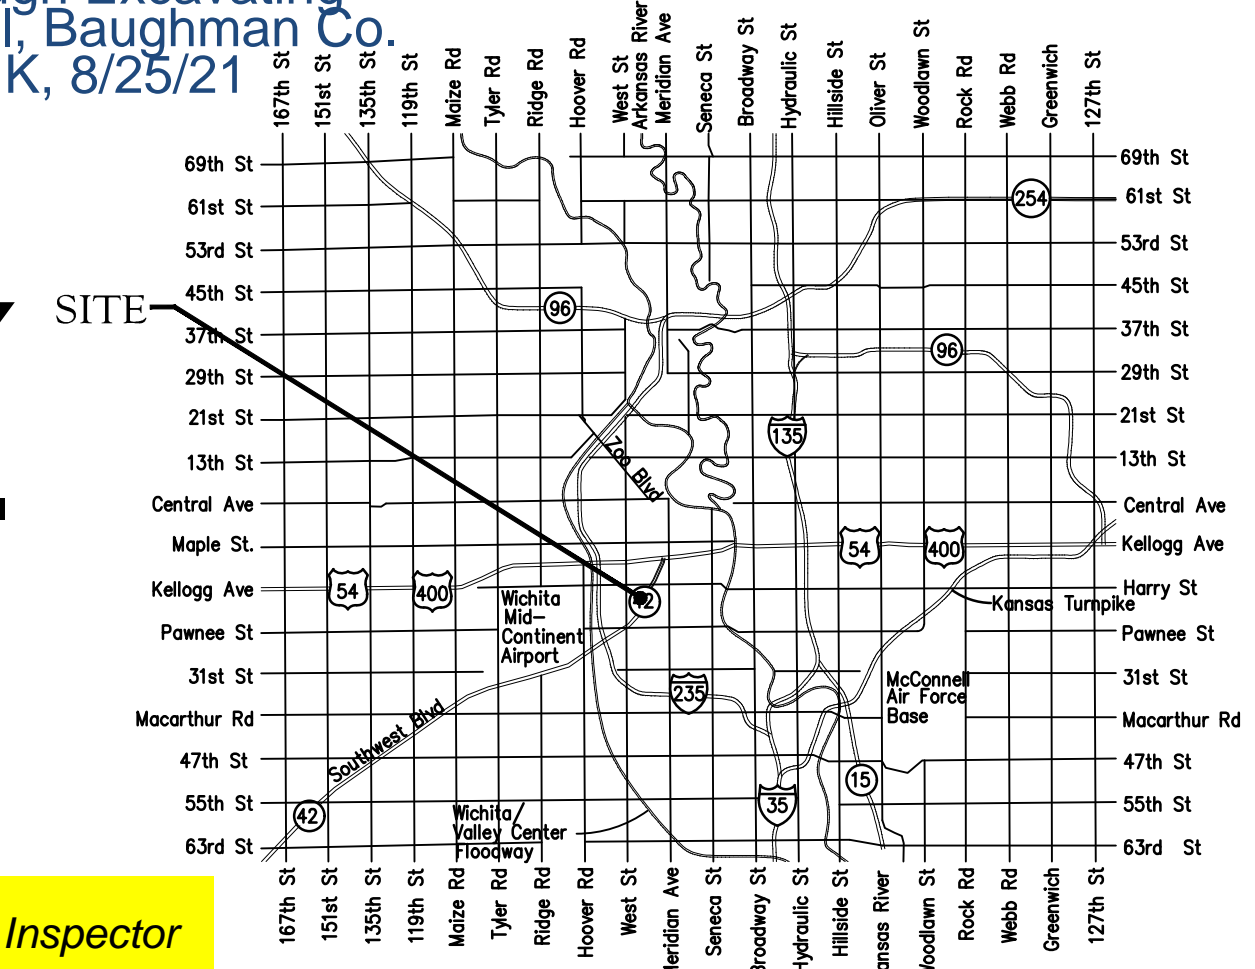 Excavating
Baughman Co.
K, 8/25/21
167th St
151st St
135th St
119th St
Maize Rd
Tyler Rd
Ridge Rd
Hoover Rd
West St
Arkansas River
Meridian Ave
Seneca St
Broadway St
Hydraulic St
Hillside St
Oliver St
Woodlawn St
Rock Rd
Webb Rd
Greenwich
127th St
69th St
61st St
53rd St
45th St
37th St
29th St
21st St
13th St
Central Ave
Maple St.
Kellogg Ave
Pawnee St
31st St
Macarthur Rd
47th St
55th St
63rd St
SITE
254
96
96
135
Zoo Blvd
54
400
54
400
42
Wichita
Mid-
Continent
Airport
Kansas Turnpike
McConnell
Air Force
Base
235
Southwest Blvd
15
35
42
Wichita/
Valley Center
Floodway
69th St
61st St
53rd St
45th St
37th St
29th St
21st St
13th St
Central Ave
Kellogg Ave
Harry St
Pawnee St
31st St
Macarthur Rd
47th St
55th St
63rd St
167th St
151st St
135th St
119th St
Maize Rd
Tyler Rd
Ridge Rd
Hoover Rd
West St
Meridian Ave
Seneca St
Broadway St
Hydraulic St
Hillside St
Kansas River
Woodlawn St
Rock Rd
Webb Rd
Greenwich
127th St
Inspector